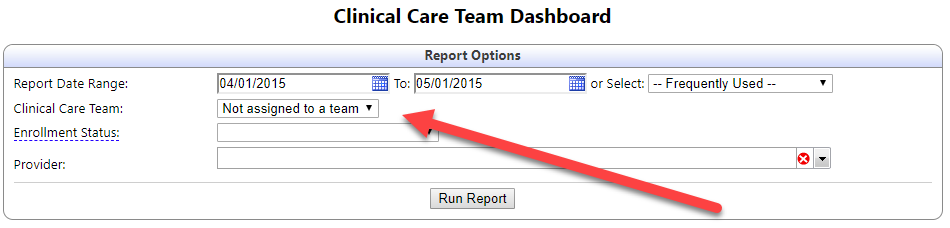 Clinical Care Team Dashboard
Report Options
Report Date Range: 04/01/2015 To: 05/01/2015 or Select: -- Frequently Used --
Clinical Care Team: Not assigned to a team
Enrollment Status:
Provider:
Run Report